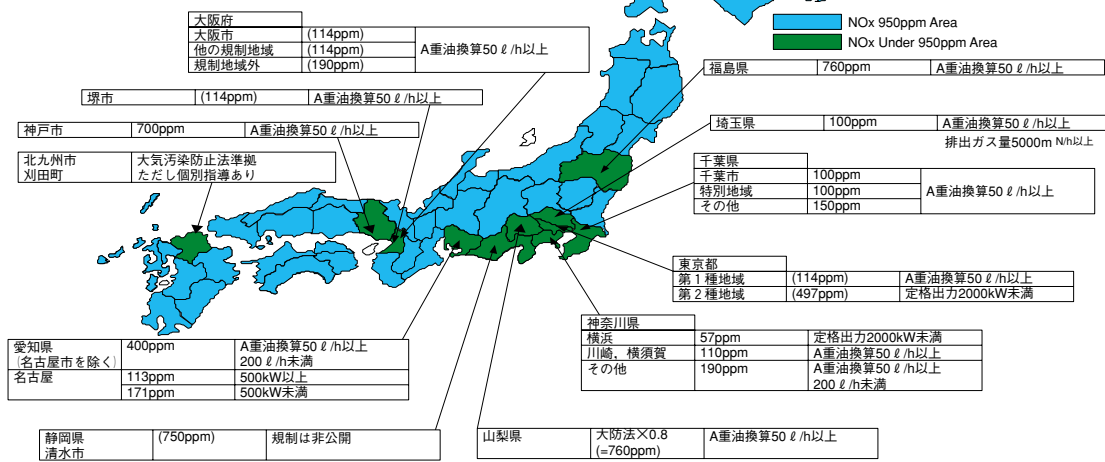 NOx 950ppm Area
NOx Under 950ppm Area
大阪府
大阪市 (114ppm) A重油換算50ℓ/h以上
他の規制地域 (114ppm)
規制地域外 (190ppm)
堺市 (114ppm) A重油換算50ℓ/h以上
神戸市 700ppm A重油換算50ℓ/h以上
北九州市 大気汚染防止法準拠
刈田町 ただし個別指導あり
福島県 760ppm A重油換算50ℓ/h以上
埼玉県 100ppm A重油換算50ℓ/h以上
排出ガス量5000m N/h以上
千葉県
千葉市 100ppm A重油換算50ℓ/h以上
特別地域 100ppm
その他 150ppm
東京都
第1種地域 (114ppm) A重油換算50ℓ/h以上
第2種地域 (497ppm) 定格出力2000kW未満
神奈川県
横浜 57ppm 定格出力2000kW未満
川崎，横須賀 110ppm A重油換算50ℓ/h以上
その他 190ppm A重油換算50ℓ/h以上
200ℓ/h未満
愛知県 400ppm A重油換算50ℓ/h以上
(名古屋市を除く) 200ℓ/h未満
名古屋 113ppm 500kW以上
171ppm 500kW未満
静岡県 (750ppm) 規制は非公開
清水市
山梨県 大防法×0.8 A重油換算50ℓ/h以上
(=760ppm)